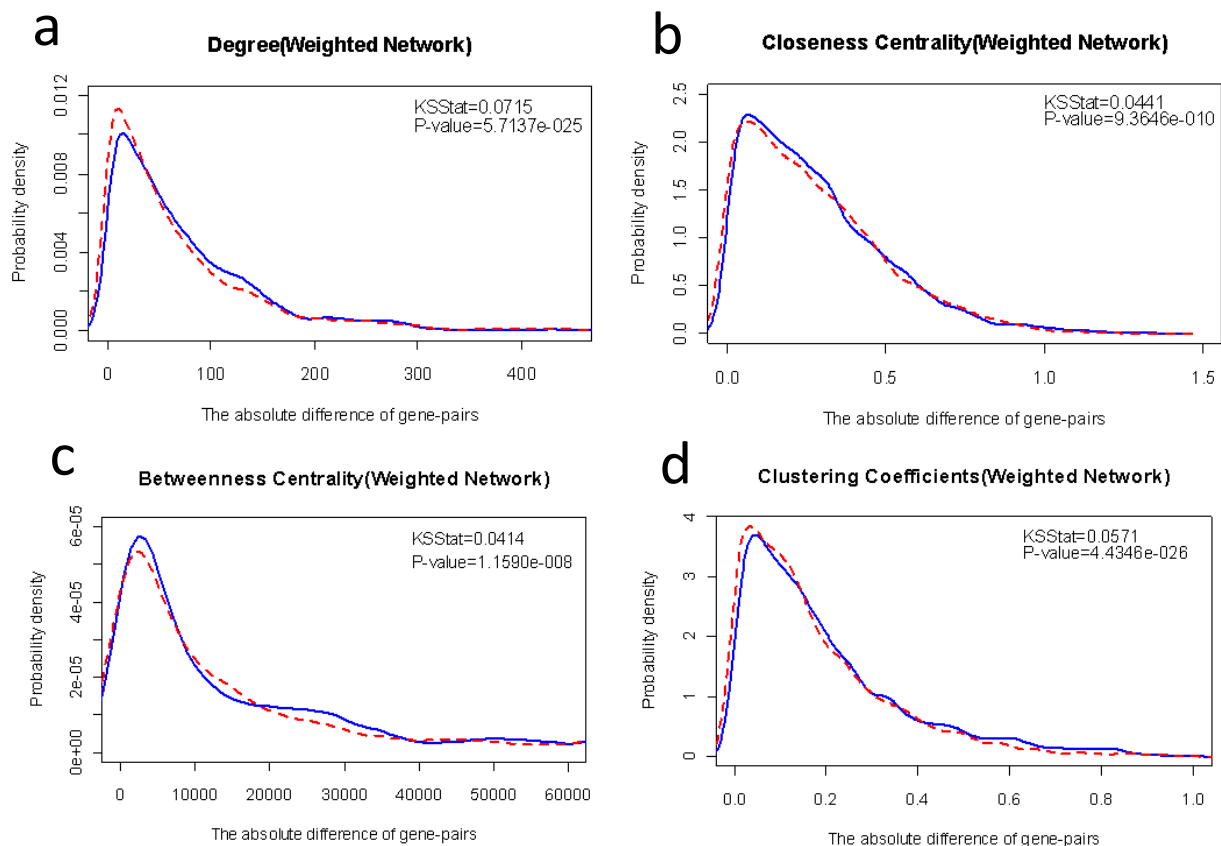 a
Degree(Weighted Network)
KSStat=0.0715
P-value=5.7137e-025
Probability density
0.000
0.004
0.008
0.012
0
100
200
300
400
The absolute difference of gene-pairs
b
Closeness Centrality(Weighted Network)
KSStat=0.0441
P-value=9.3646e-010
Probability density
0.0
0.5
1.0
1.5
2.0
2.5
0.0
0.5
1.0
1.5
The absolute difference of gene-pairs
c
Betweenness Centrality(Weighted Network)
KSStat=0.0414
P-value=1.1590e-008
Probability density
0e+00
2e-05
4e-05
6e-05
0
10000
20000
30000
40000
50000
60000
The absolute difference of gene-pairs
d
Clustering Coefficients(Weighted Network)
KSStat=0.0571
P-value=4.4346e-026
Probability density
0
1
2
3
4
0.0
0.2
0.4
0.6
0.8
1.0
The absolute difference of gene-pairs